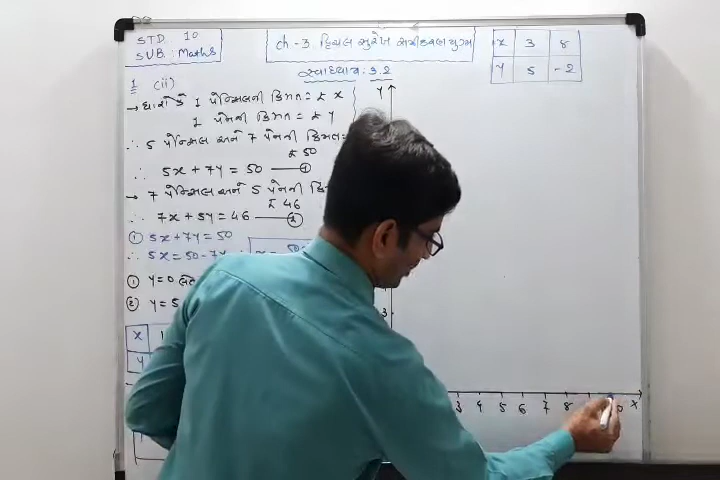 STD 10
SUB : Maths
ch - 3 દ્વિચલ સુરેખ સમીકરણ યુગ્મ
સ્વાધ્યાય : 3.2
X 3 8
Y 5 -2
1 (ii)
→ ધારો કે 1 પેન્સિલની કિંમત = ₹ x
1 પેનની કિંમત = ₹ y
∴ 5 પેન્સિલ અને 7 પેનની કિંમત =
₹ 50
∴ 5x + 7y = 50 —— ①
→ 7 પેન્સિલ અને 5 પેનની
₹ 46
∴ 7x + 5y = 46 —— ②
① 5x + 7y = 50
∴ 5x = 50 - 7y
① y = 0
② y = 5
X
Y
Y
3
3 4 5 6 7 8 X